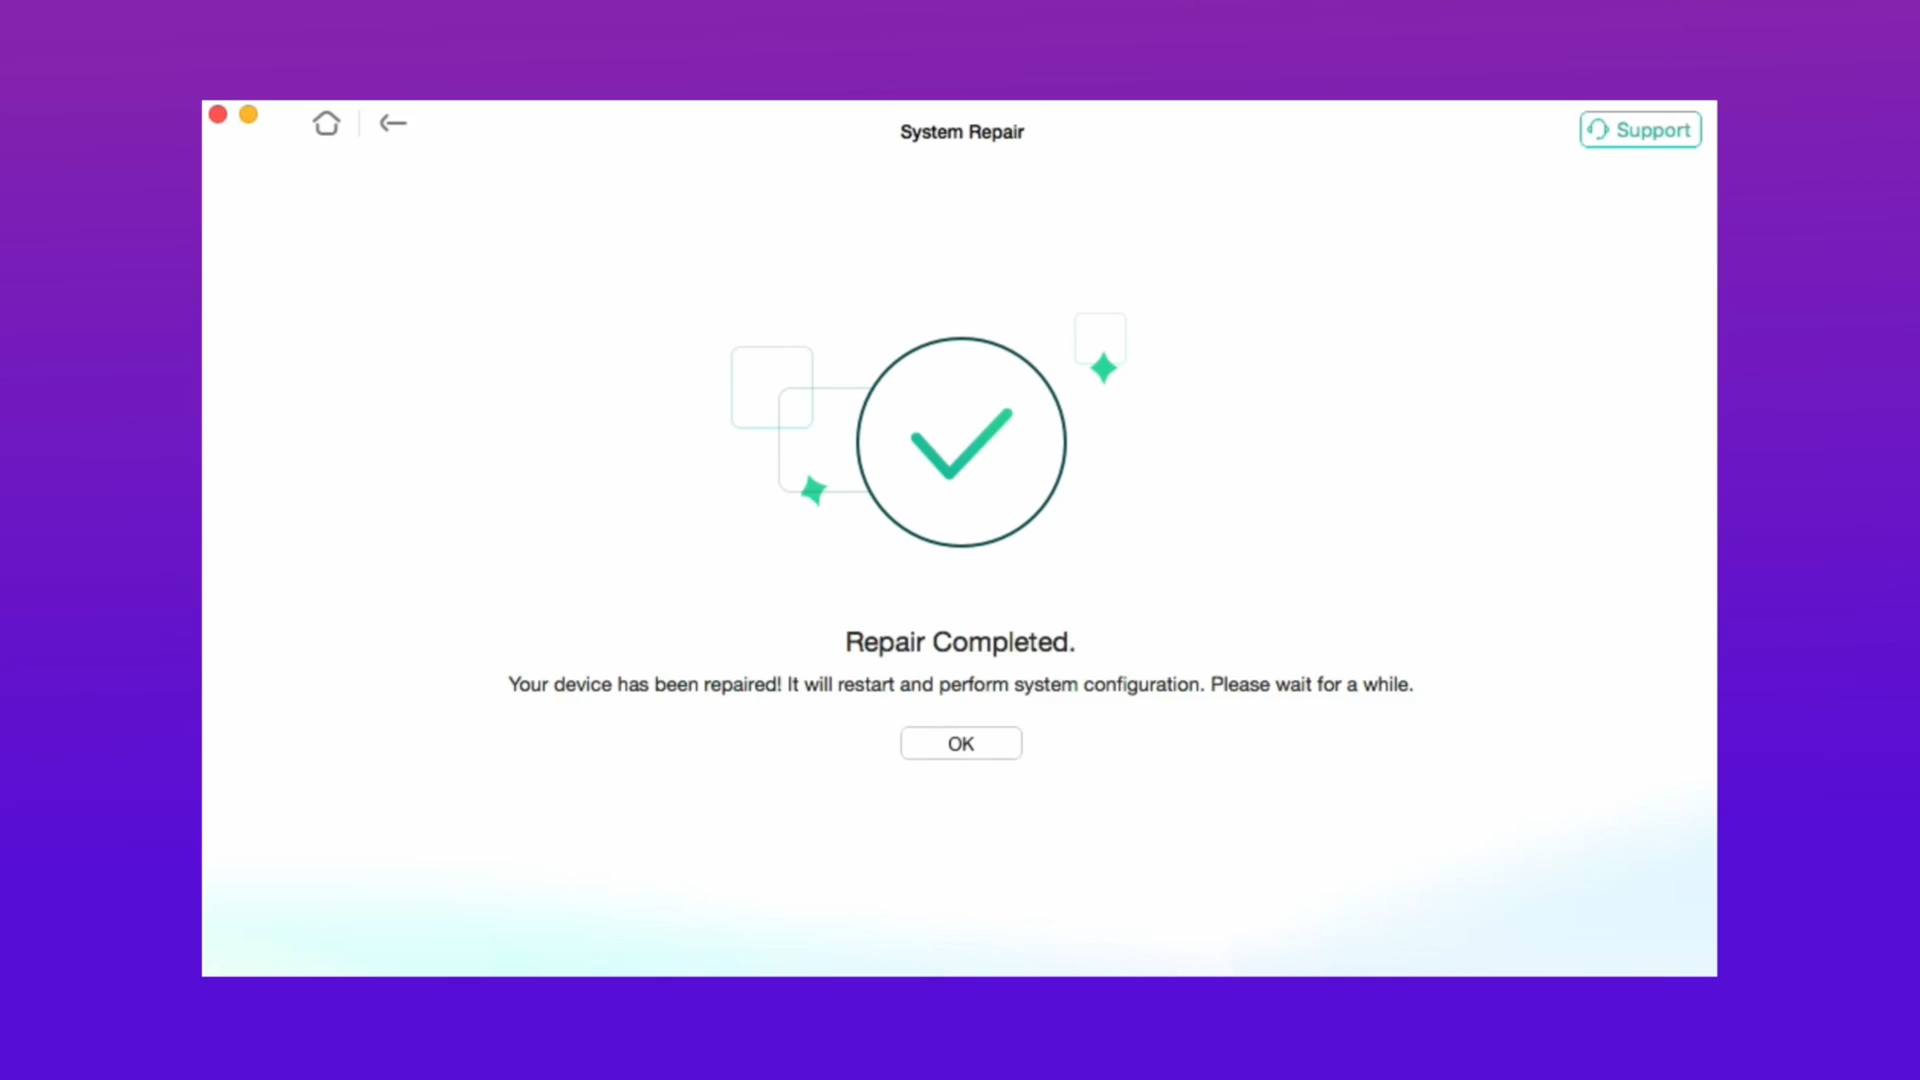 System Repair
Support
Repair Completed.
Your device has been repaired! It will restart and perform system configuration. Please wait for a while.
OK